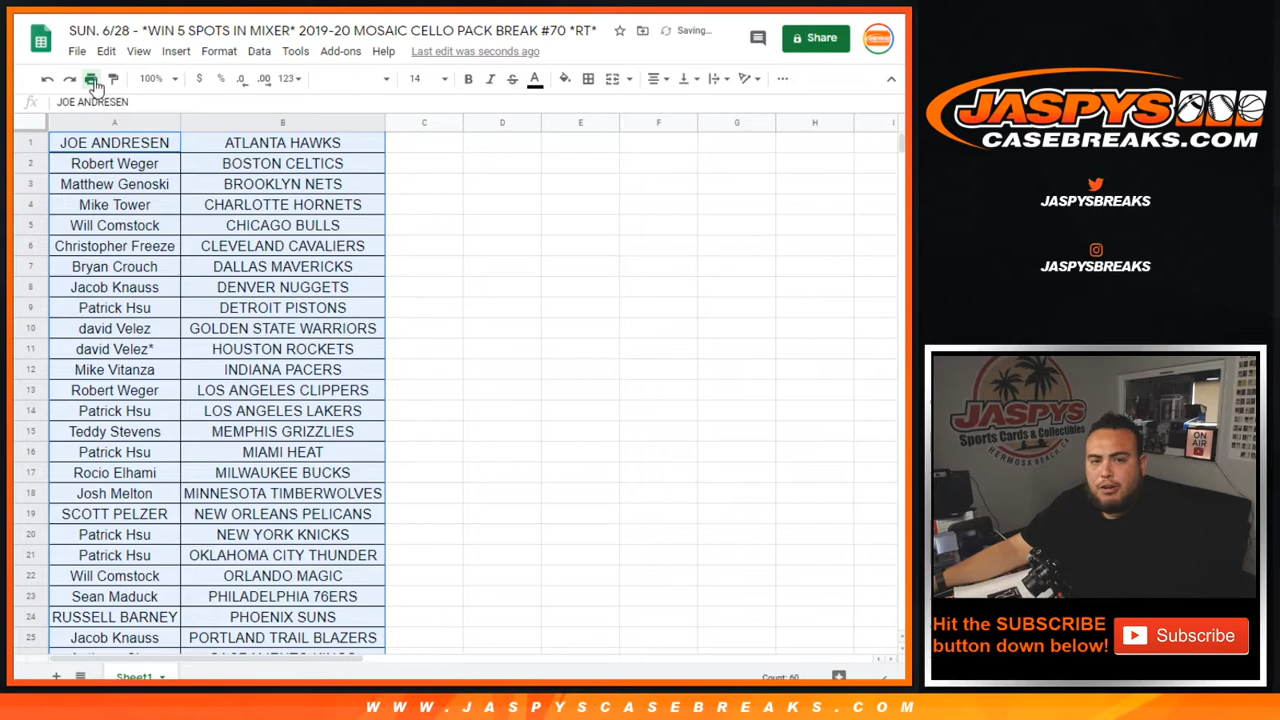 SUN. 6/28 - *WIN 5 SPOTS IN MIXER* 2019-20 MOSAIC CELLO PACK BREAK #70 *RT*
Saving...
Share
File Edit View Insert Format Data Tools Add-ons Help Last edit was seconds ago
100% $ % .0 .00 123 14 B I S A
fx JOE ANDRESEN
A B C D E F G H I
1 JOE ANDRESEN ATLANTA HAWKS
2 Robert Weger BOSTON CELTICS
3 Matthew Genoski BROOKLYN NETS
4 Mike Tower CHARLOTTE HORNETS
5 Will Comstock CHICAGO BULLS
6 Christopher Freeze CLEVELAND CAVALIERS
7 Bryan Crouch DALLAS MAVERICKS
8 Jacob Knauss DENVER NUGGETS
9 Patrick Hsu DETROIT PISTONS
10 david Velez GOLDEN STATE WARRIORS
11 david Velez* HOUSTON ROCKETS
12 Mike Vitanza INDIANA PACERS
13 Robert Weger LOS ANGELES CLIPPERS
14 Patrick Hsu LOS ANGELES LAKERS
15 Teddy Stevens MEMPHIS GRIZZLIES
16 Patrick Hsu MIAMI HEAT
17 Rocio Elhami MILWAUKEE BUCKS
18 Josh Melton MINNESOTA TIMBERWOLVES
19 SCOTT PELZER NEW ORLEANS PELICANS
20 Patrick Hsu NEW YORK KNICKS
21 Patrick Hsu OKLAHOMA CITY THUNDER
22 Will Comstock ORLANDO MAGIC
23 Sean Maduck PHILADELPHIA 76ERS
24 RUSSELL BARNEY PHOENIX SUNS
25 Jacob Knauss PORTLAND TRAIL BLAZERS
Sheet1
Count: 60
JASPYS
CASEBREAKS.COM
JASPYSBREAKS
JASPYSBREAKS
JASPYS
Sports Cards & Collectibles
HERMOSA BEACH, CA
ON
AIR
Hit the SUBSCRIBE
button down below!
Subscribe
WWW.JASPYSCASEBREAKS.COM